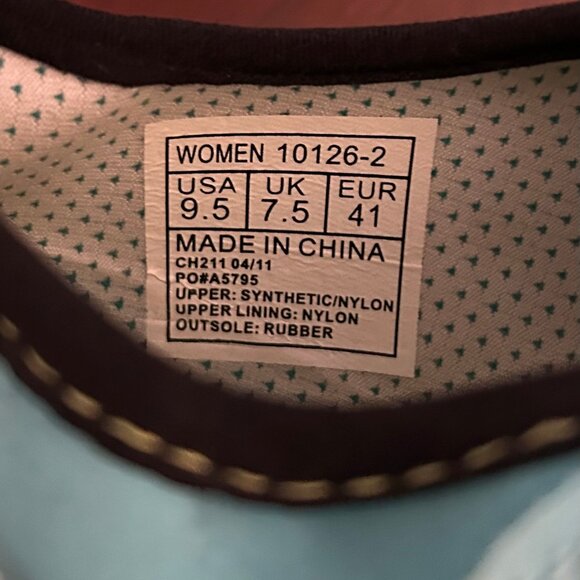 WOMEN 10126-2
USA UK EUR
9.5 7.5 41
MADE IN CHINA
CH211 04/11
PO#A5795
UPPER: SYNTHETIC/NYLON
UPPER LINING: NYLON
OUTSOLE: RUBBER